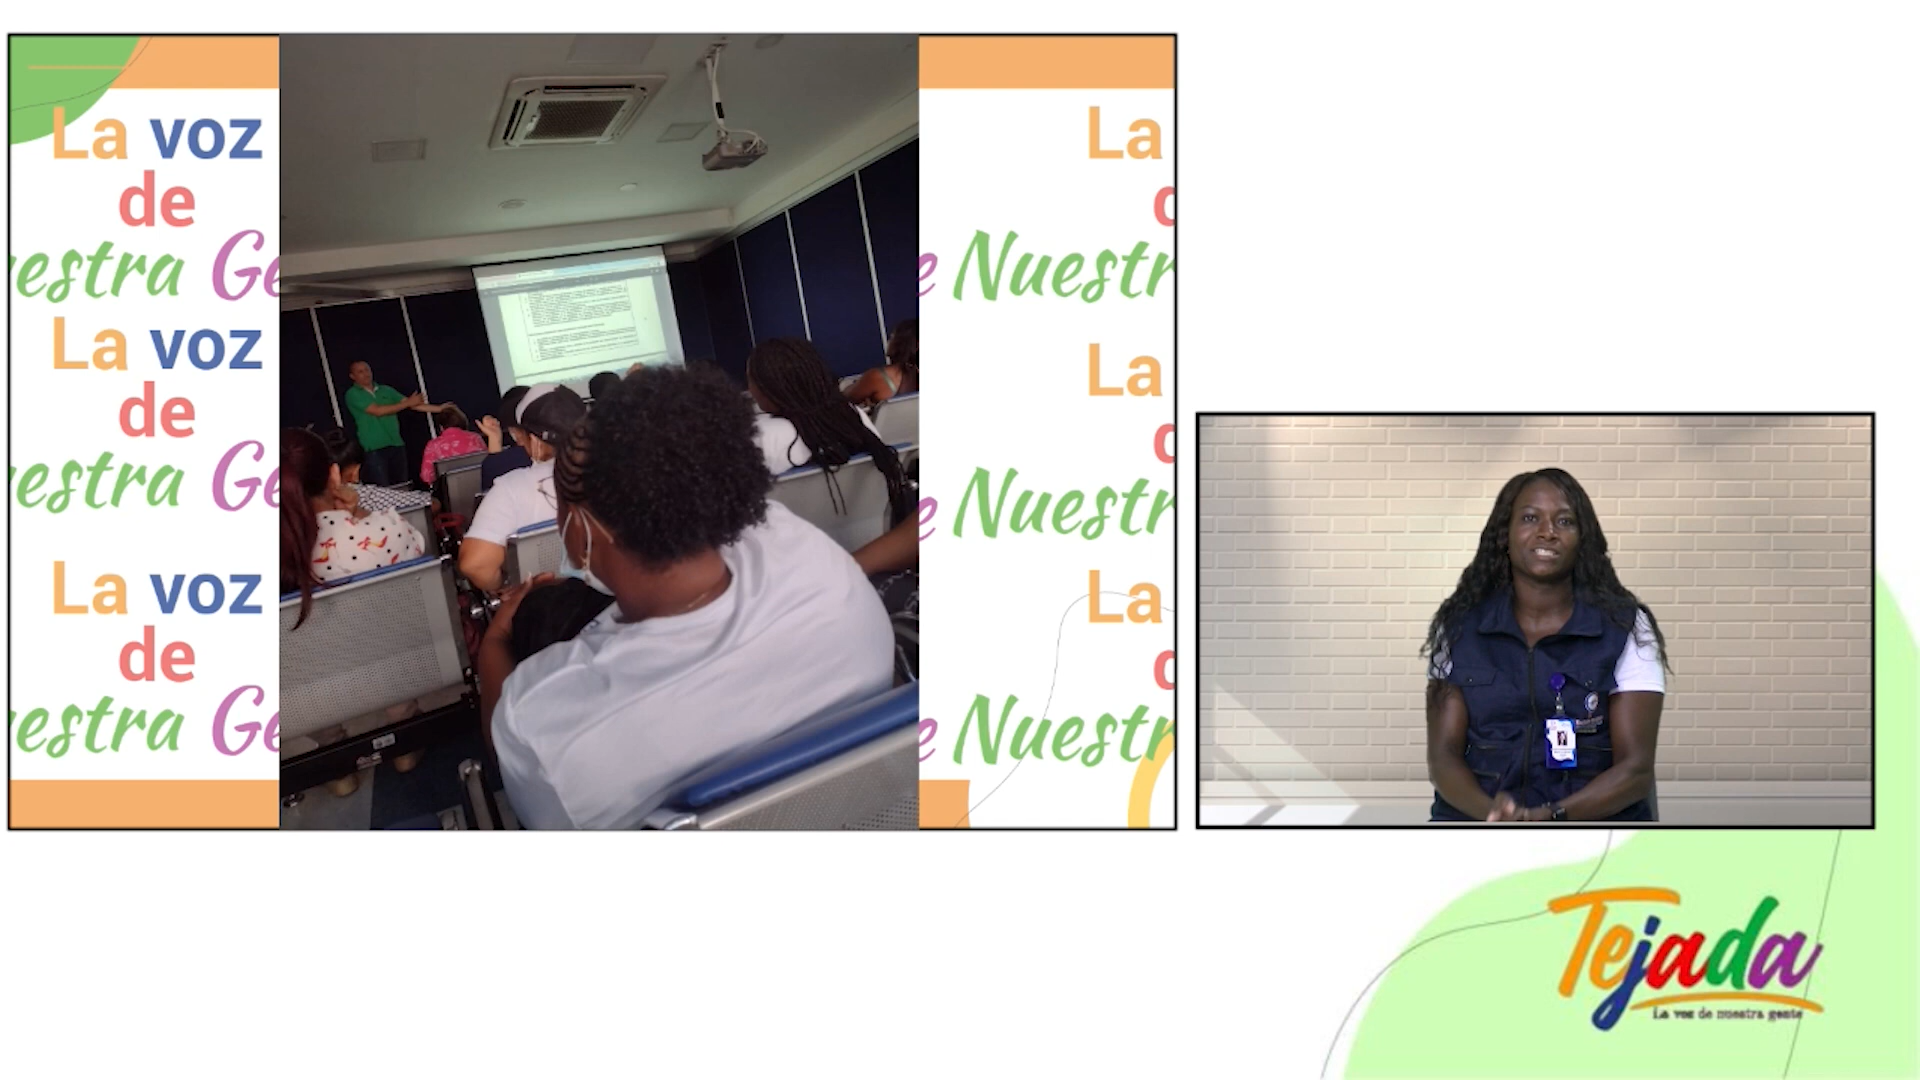 La voz
de
estra Ge
La voz
de
estra Ge
La voz
de
estra Ge
La
d
e Nuestr
La
d
e Nuestr
La
d
e Nuestr
Tejada
La voz de nuestra gente